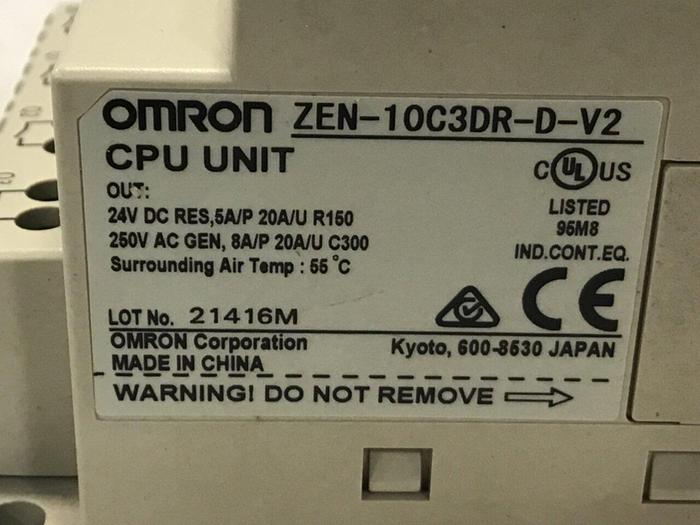 OMRON ZEN-10C3DR-D-V2
CPU UNIT
C UL US
OUT:
LISTED
24V DC RES,5A/P 20A/U R150
95M8
250V AC GEN, 8A/P 20A/U C300
IND.CONT.EQ.
Surrounding Air Temp : 55 °C
CE
LOT No. 21416M
OMRON Corporation
Kyoto, 600-8530 JAPAN
MADE IN CHINA
WARNING! DO NOT REMOVE